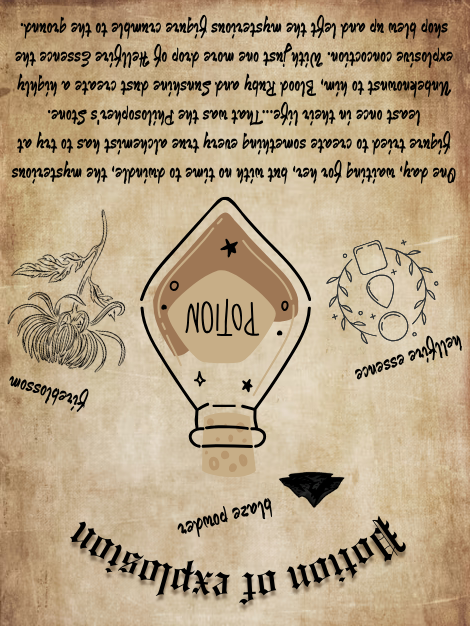 Potion of explosion
blaze powder
hellfire essence
fireblossom
POTION
One day, waiting for her, but with no time to dwindle, the mysterious
figure tried to create something every true alchemist has to try at
least once in their life...That was the Philosopher's Stone.
Unbeknownst to him, Blood Ruby and Sunshine dust create a highly
explosive concoction. With just one more drop of Hellfire Essence the
shop blew up and left the mysterious figure crumble to the ground.